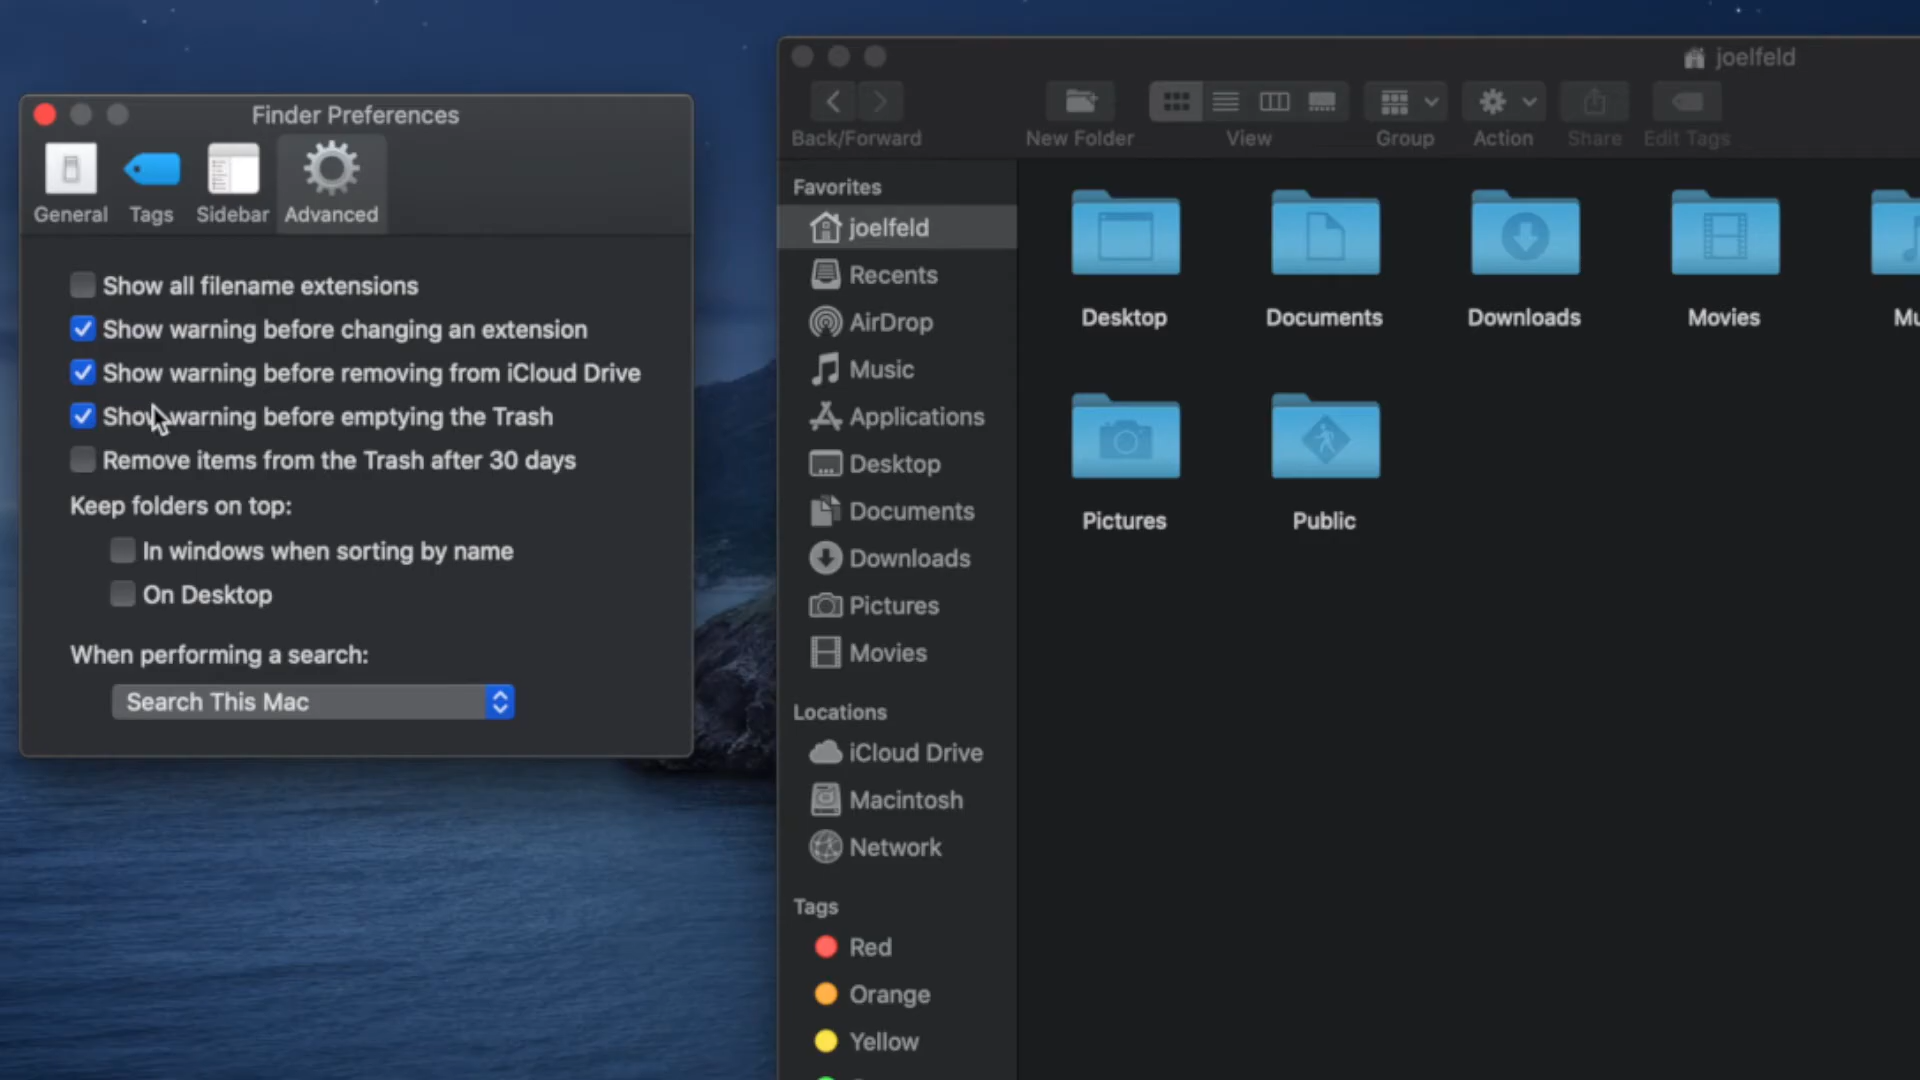 Finder Preferences
General Tags Sidebar Advanced
Show all filename extensions
Show warning before changing an extension
Show warning before removing from iCloud Drive
Show warning before emptying the Trash
Remove items from the Trash after 30 days
Keep folders on top:
In windows when sorting by name
On Desktop
When performing a search:
Search This Mac
joelfeld
Back/Forward New Folder View Group Action Share Edit Tags
Favorites
joelfeld
Recents
AirDrop
Music
Applications
Desktop
Documents
Downloads
Pictures
Movies
Locations
iCloud Drive
Macintosh
Network
Tags
Red
Orange
Yellow
Desktop Documents Downloads Movies Mu
Pictures Public